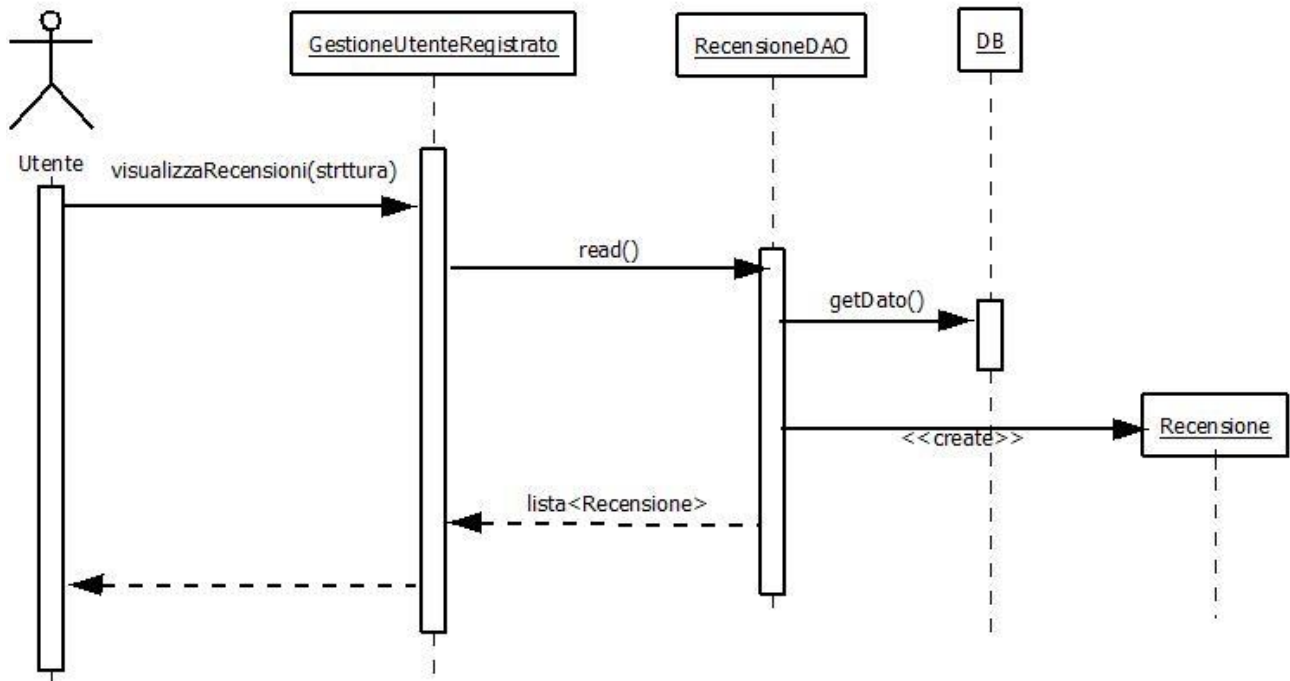 GestioneUtenteRegistrato
RecensioneDAO
DB
Utente
visualizzaRecensioni(strttura)
read()
getDato()
<<create>>
Recensione
lista<Recensione>